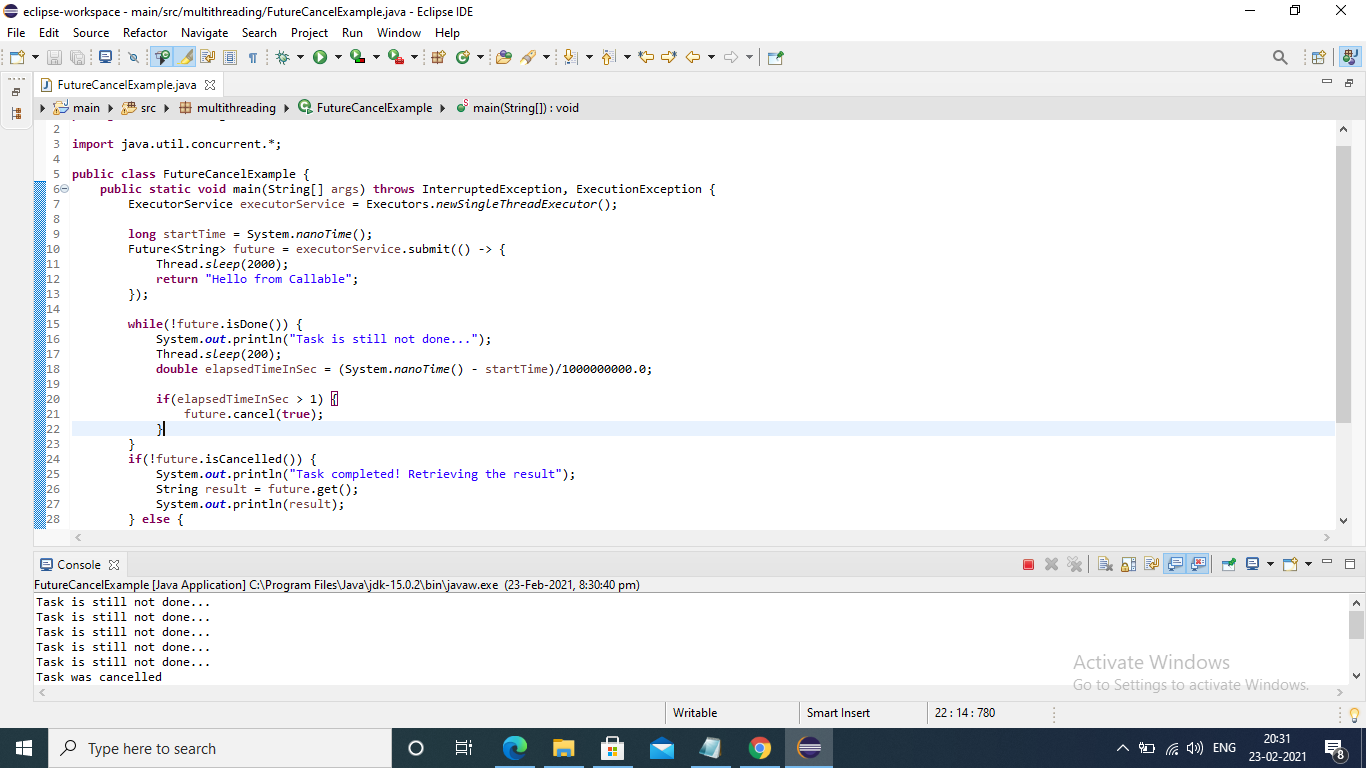 eclipse-workspace - main/src/multithreading/FutureCancelExample.java - Eclipse IDE
File Edit Source Refactor Navigate Search Project Run Window Help
FutureCancelExample.java
main src multithreading FutureCancelExample main(String[]) : void
2
3 import java.util.concurrent.*;
4
5 public class FutureCancelExample {
6 public static void main(String[] args) throws InterruptedException, ExecutionException {
7 ExecutorService executorService = Executors.newSingleThreadExecutor();
8
9 long startTime = System.nanoTime();
10 Future<String> future = executorService.submit(() -> {
11 Thread.sleep(2000);
12 return "Hello from Callable";
13 });
14
15 while(!future.isDone()) {
16 System.out.println("Task is still not done...");
17 Thread.sleep(200);
18 double elapsedTimeInSec = (System.nanoTime() - startTime)/1000000000.0;
19
20 if(elapsedTimeInSec > 1) {
21 future.cancel(true);
22 }
23 }
24 if(!future.isCancelled()) {
25 System.out.println("Task completed! Retrieving the result");
26 String result = future.get();
27 System.out.println(result);
28 } else {
Console
FutureCancelExample [Java Application] C:\Program Files\Java\jdk-15.0.2\bin\javaw.exe (23-Feb-2021, 8:30:40 pm)
Task is still not done...
Task is still not done...
Task is still not done...
Task is still not done...
Task is still not done...
Task was cancelled
Activate Windows
Go to Settings to activate Windows.
Writable Smart Insert 22 : 14 : 780
Type here to search
ENG
20:31
23-02-2021
8